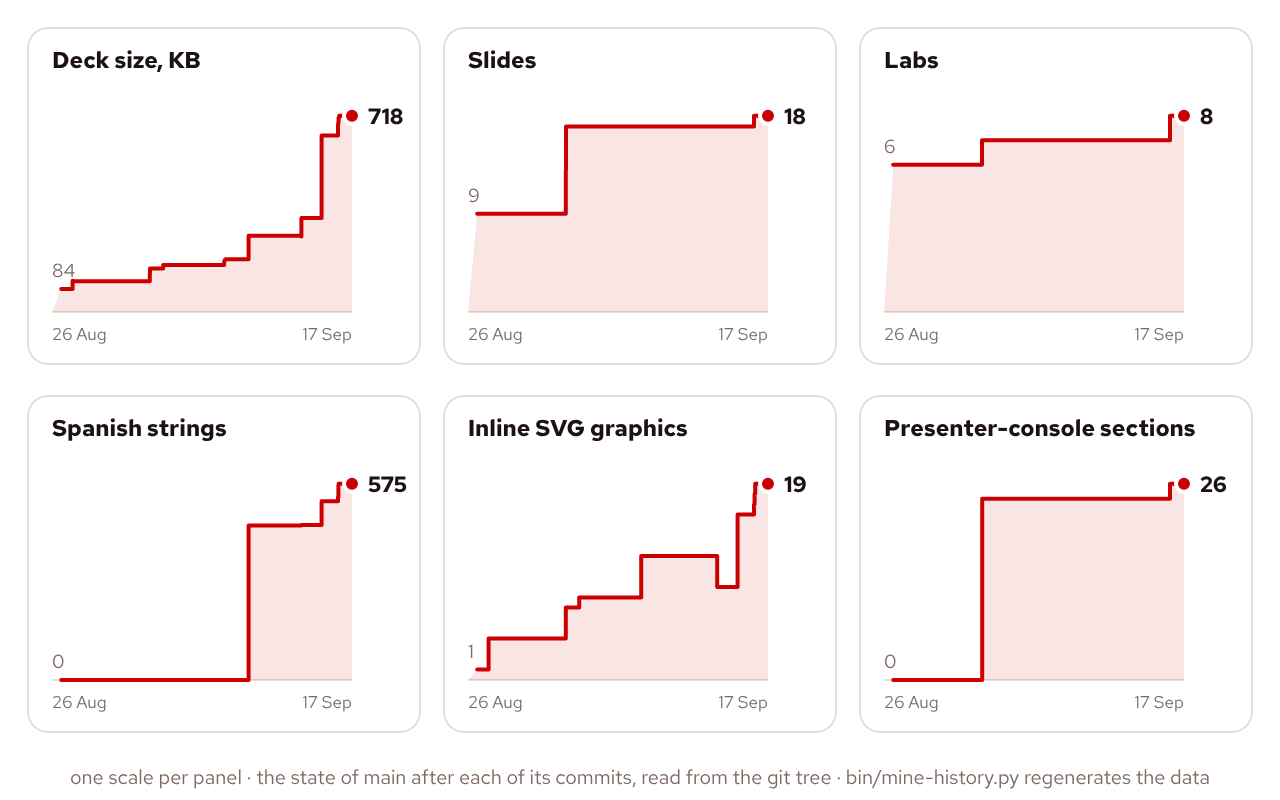 Deck size, KB
718
84
26 Aug
17 Sep
Slides
18
9
26 Aug
17 Sep
Labs
8
6
26 Aug
17 Sep
Spanish strings
575
0
26 Aug
17 Sep
Inline SVG graphics
19
1
26 Aug
17 Sep
Presenter-console sections
26
0
26 Aug
17 Sep
one scale per panel · the state of main after each of its commits, read from the git tree · bin/mine-history.py regenerates the data